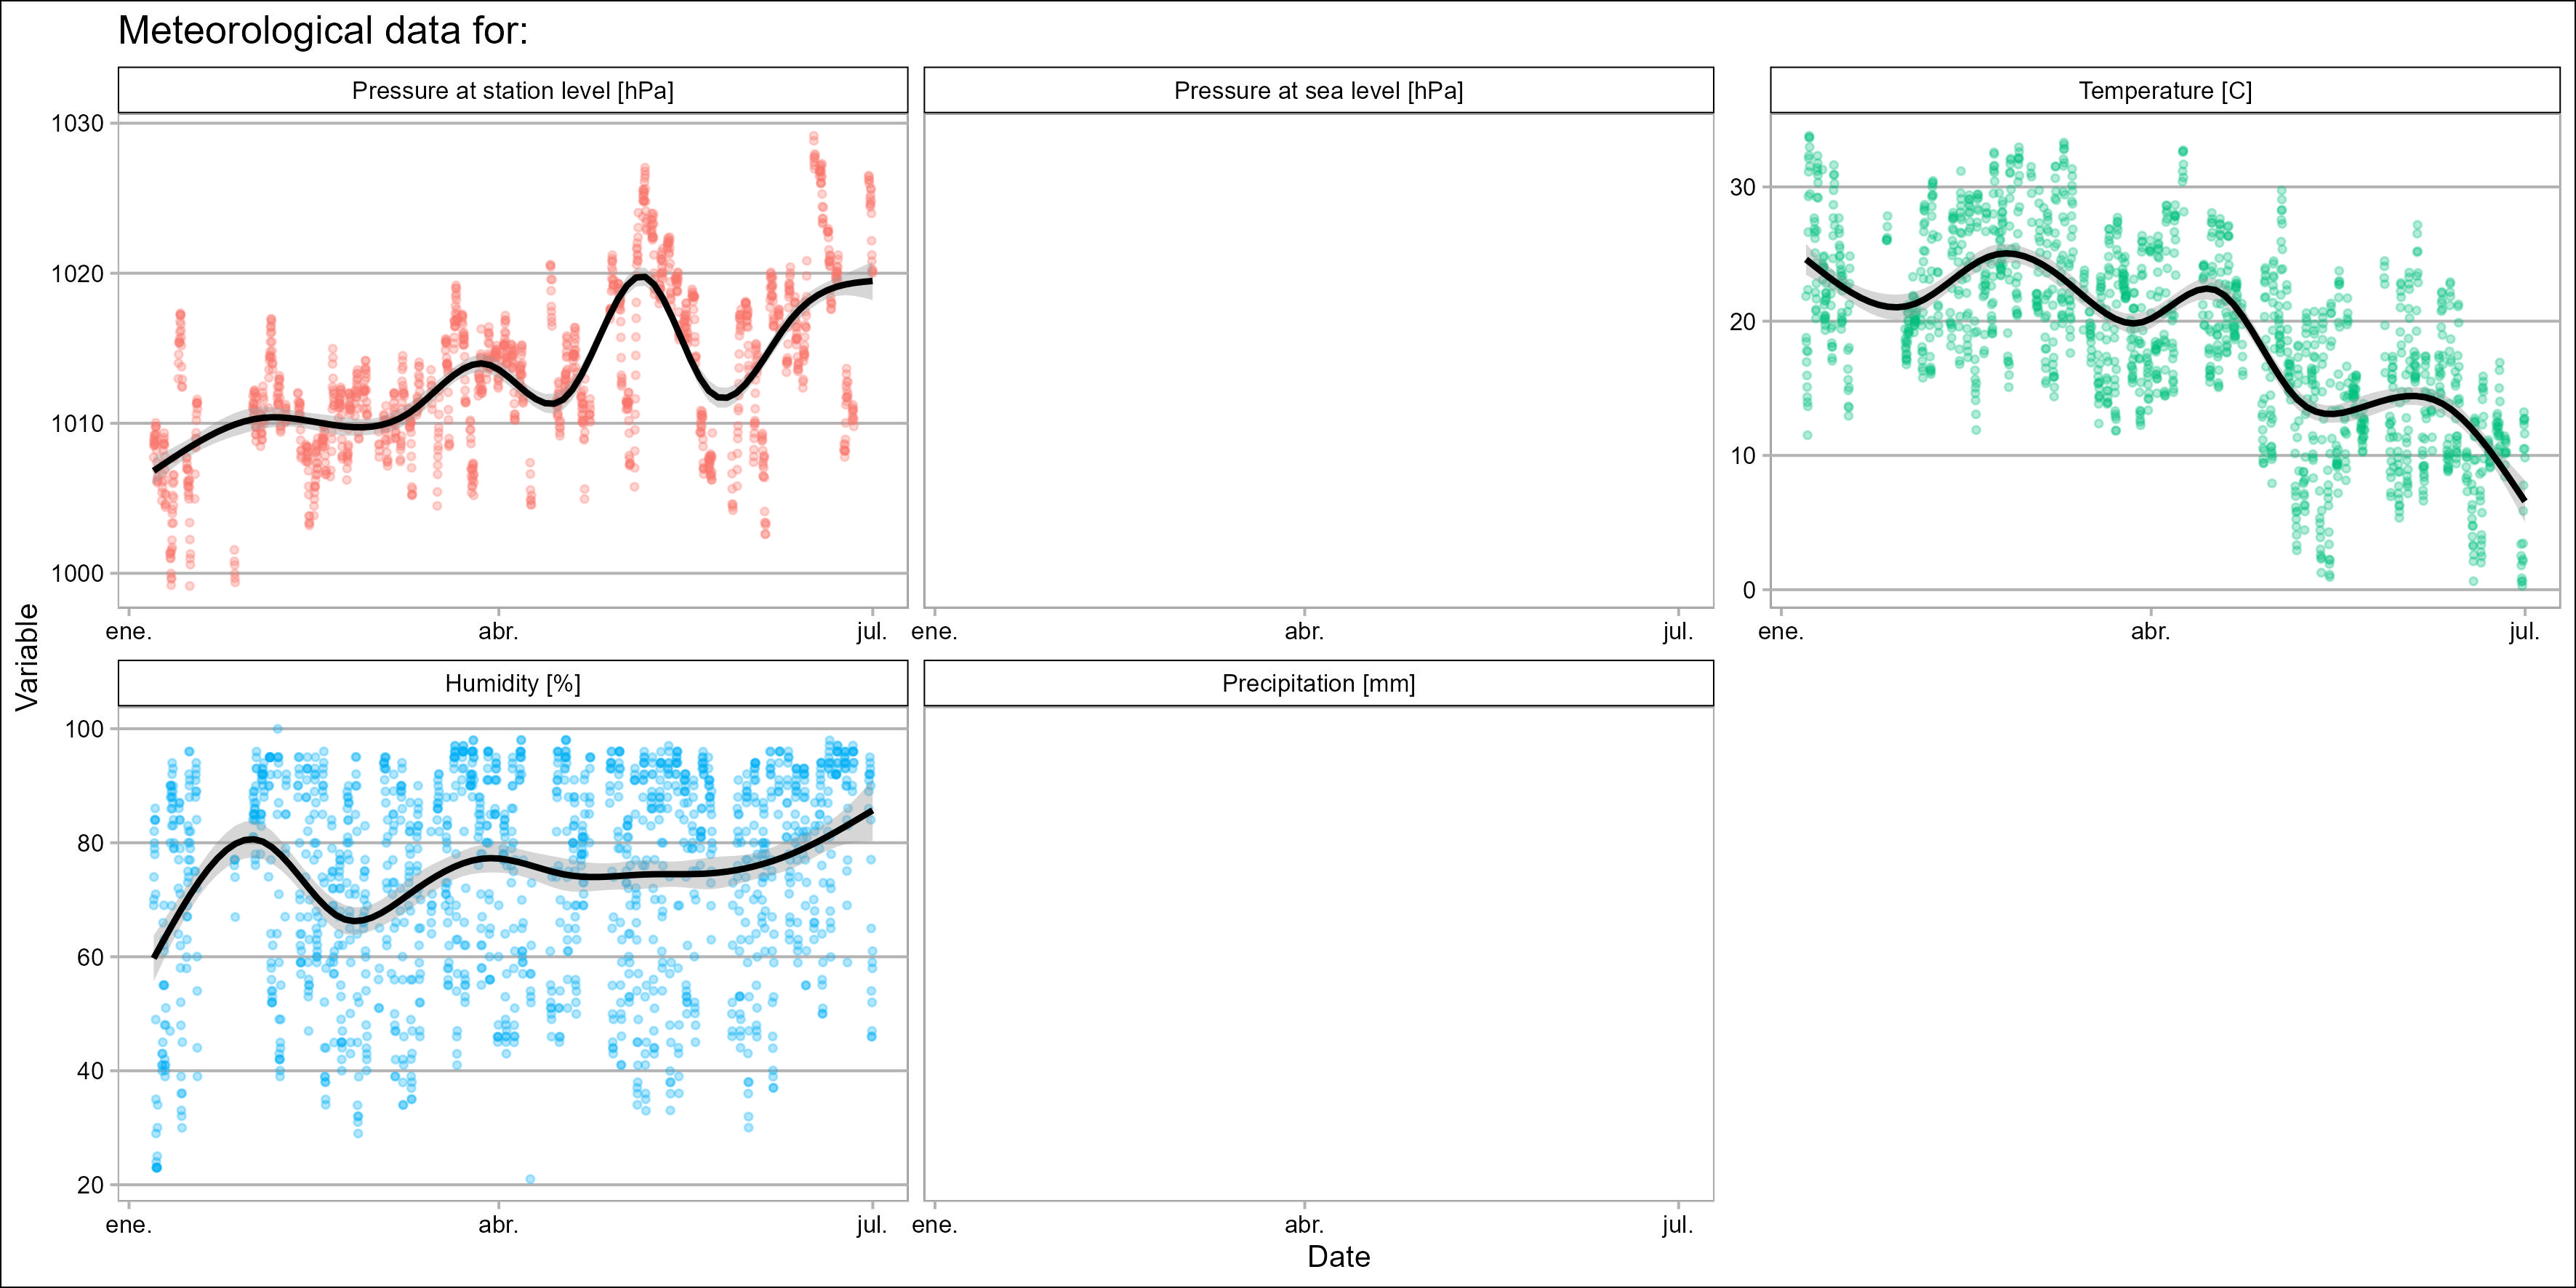 Meteorological data for:
Pressure at station level [hPa]
Pressure at sea level [hPa]
Temperature [C]
1030
1020
1010
1000
30
20
10
0
ene.
abr.
jul.
ene.
abr.
jul.
ene.
abr.
jul.
Variable
Humidity [%]
Precipitation [mm]
100
80
60
40
20
ene.
abr.
jul.
ene.
abr.
jul.
Date